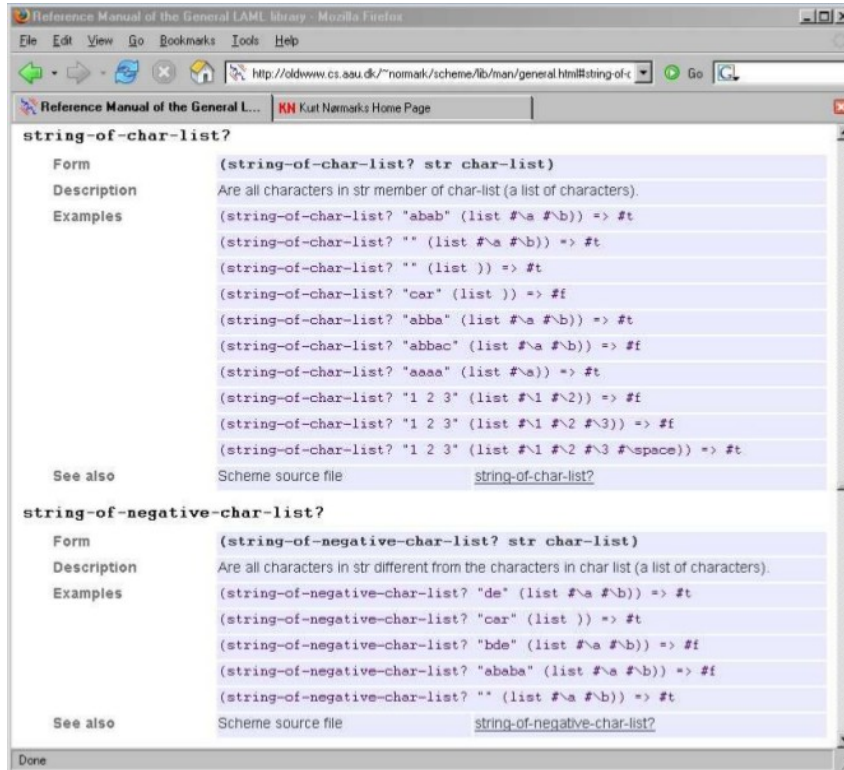 Reference Manual of the General LAML library - Mozilla Firefox
File Edit View Go Bookmarks Tools Help
http://oldwww.cs.aau.dk/~normark/scheme/lib/man/general.html#string-of-c Go
Reference Manual of the General L... KN Kurt Nørmarks Home Page
string-of-char-list?
Form (string-of-char-list? str char-list)
Description Are all characters in str member of char-list (a list of characters).
Examples (string-of-char-list? "abab" (list #\a #\b)) => #t
(string-of-char-list? "" (list #\a #\b)) => #t
(string-of-char-list? "" (list )) => #t
(string-of-char-list? "car" (list )) => #f
(string-of-char-list? "abba" (list #\a #\b)) => #t
(string-of-char-list? "abbac" (list #\a #\b)) => #f
(string-of-char-list? "aaaa" (list #\a)) => #t
(string-of-char-list? "1 2 3" (list #\1 #\2)) => #f
(string-of-char-list? "1 2 3" (list #\1 #\2 #\3)) => #f
(string-of-char-list? "1 2 3" (list #\1 #\2 #\3 #\space)) => #t
See also Scheme source file string-of-char-list?
string-of-negative-char-list?
Form (string-of-negative-char-list? str char-list)
Description Are all characters in str different from the characters in char list (a list of characters).
Examples (string-of-negative-char-list? "de" (list #\a #\b)) => #t
(string-of-negative-char-list? "car" (list )) => #t
(string-of-negative-char-list? "bde" (list #\a #\b)) => #f
(string-of-negative-char-list? "ababa" (list #\a #\b)) => #f
(string-of-negative-char-list? "" (list #\a #\b)) => #t
See also Scheme source file string-of-negative-char-list?
Done